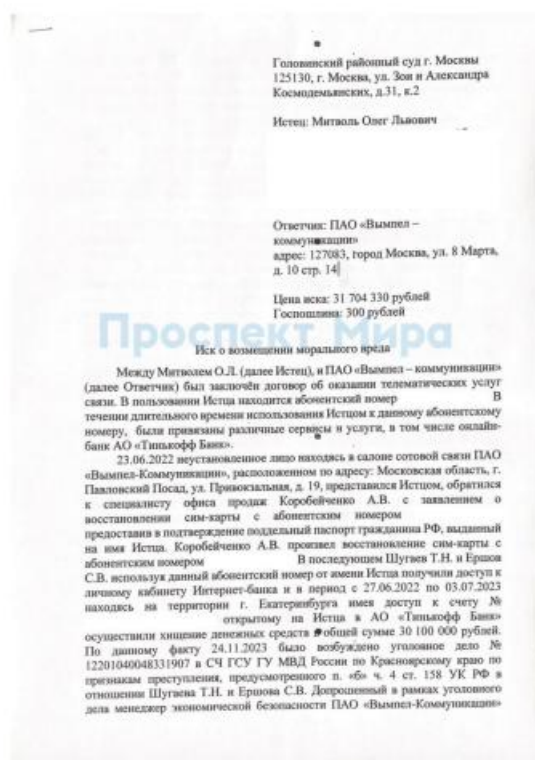 Головинский районный суд г. Москвы
125130, г. Москва, ул. Зои и Александра
Космодемьянских, д.31, к.2
Истец: Митволь Олег Львович
Ответчик: ПАО «Вымпел –
коммуникации»
адрес: 127083, город Москва, ул. 8 Марта,
д. 10 стр. 14
Цена иска: 31 704 330 рублей
Госпошлина: 300 рублей
Проспект Мира
Иск о возмещении морального вреда
Между Митволем О.Л. (далее Истец), и ПАО «Вымпел – коммуникации»
(далее Ответчик) был заключён договор об оказании телематических услуг
связи. В пользовании Истца находится абонентский номер В
течении длительного времени использования Истцом к данному абонентскому
номеру, были привязаны различные сервисы и услуги, в том числе онлайн-
банк АО «Тинькофф Банк».
23.06.2022 неустановленное лицо находясь в салоне сотовой связи ПАО
«Вымпел-Коммуникации», расположенном по адресу: Московская область, г.
Павловский Посад, ул. Привокзальная, д. 19, представился Истцом, обратился
к специалисту офиса продаж Коробейченко А.В. с заявлением о
восстановлении сим-карты с абонентским номером
предоставив в подтверждение поддельный паспорт гражданина РФ, выданный
на имя Истца. Коробейченко А.В. произвел восстановление сим-карты с
абонентским номером В последующем Шугаев Т.Н. и Ершов
С.В. используя данный абонентский номер от имени Истца получили доступ к
личному кабинету Интернет-банка и в период с 27.06.2022 по 03.07.2023
находясь на территории г. Екатеринбурга имея доступ к счету №
открытому на Истца в АО «Тинькофф Банк»
осуществили хищение денежных средств в общей сумме 30 100 000 рублей.
По данному факту 24.11.2023 было возбуждено уголовное дело №
12201040048331907 в СЧ ГСУ ГУ МВД России по Красноярскому краю по
признакам преступления, предусмотренного п. «б» ч. 4 ст. 158 УК РФ в
отношении Шугаева Т.Н. и Ершова С.В. Допрошенный в рамках уголовного
дела менеджер экономической безопасности ПАО «Вымпел-Коммуникации»